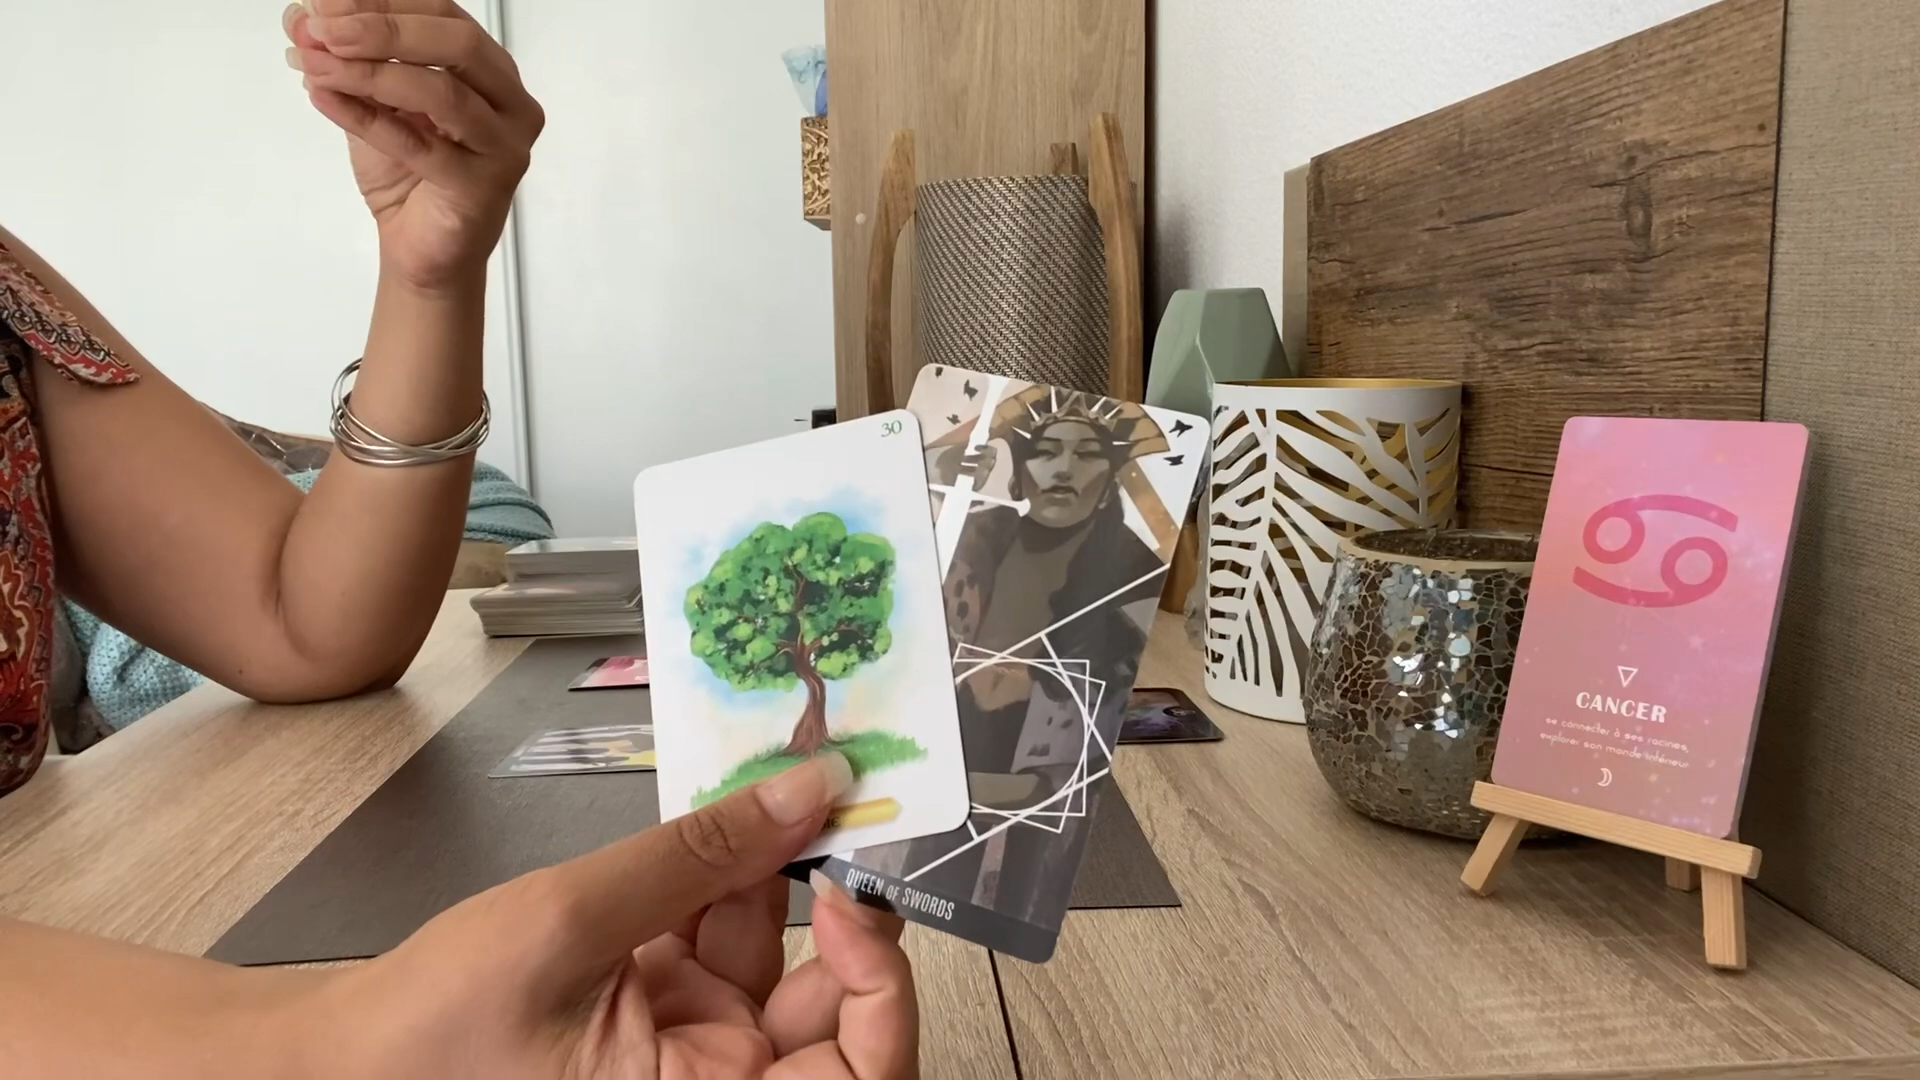 30
QUEEN OF SWORDS
CANCER
se connecter à ses racines,
explorer son monde intérieur